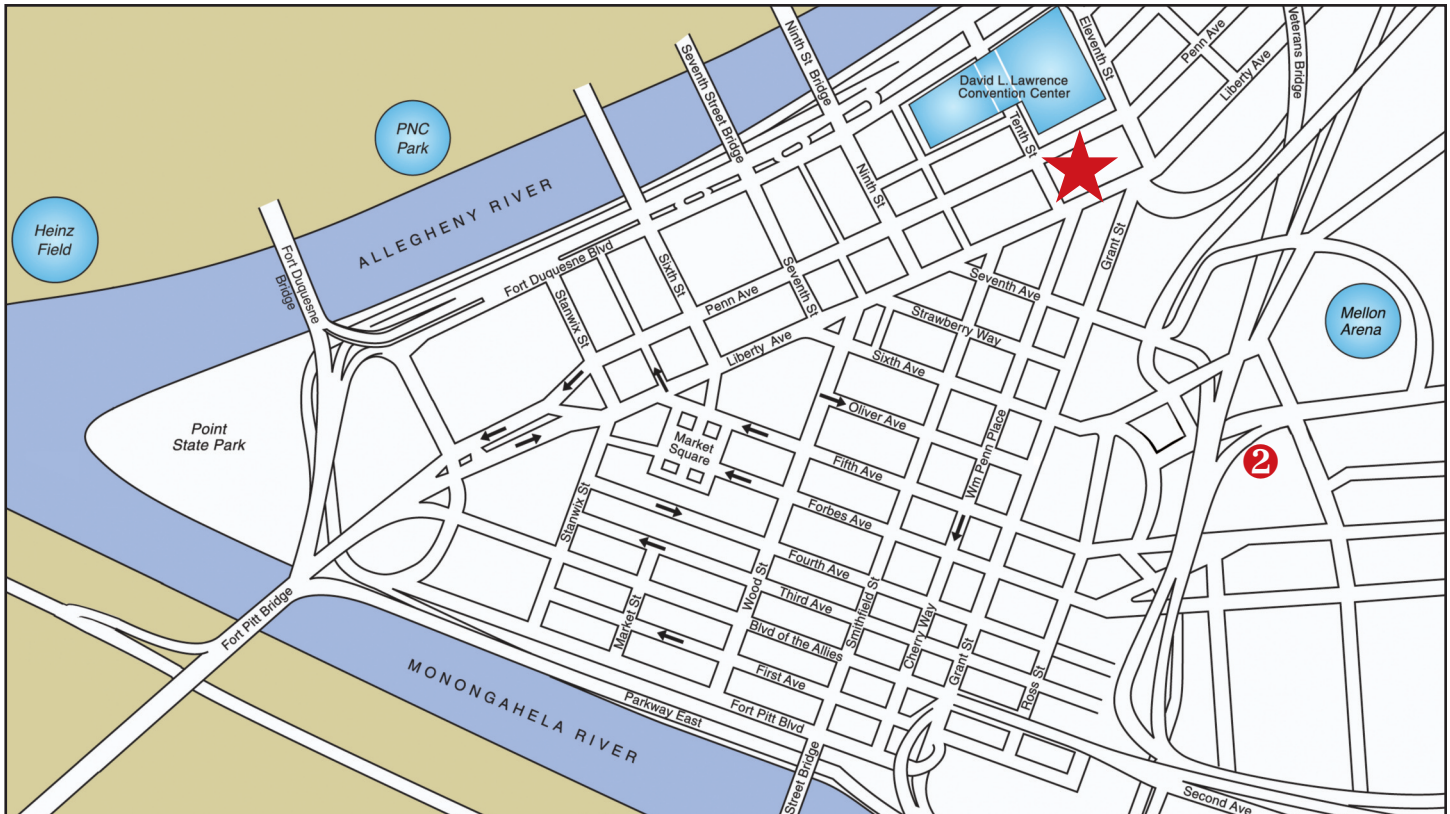 Ninth St Bridge
Seventh Street Bridge
Eleventh St
Penn Ave
Liberty Ave
Veterans Bridge
David L. Lawrence
Convention Center
PNC
Park
Tenth St
Ninth St
Heinz
Field
ALLEGHENY RIVER
Fort Duquesne
Bridge
Fort Duquesne Blvd
Sixth St
Seventh St
Grant St
Seventh Ave
Stanwix St
Penn Ave
Strawberry Way
Mellon
Arena
Liberty Ave
Sixth Ave
Oliver Ave
Point
State Park
Market
Square
Wm Penn Place
Fifth Ave
2
Stanwix St
Forbes Ave
Fourth Ave
Wood St
Third Ave
Smithfield St
Market St
Blvd of the Allies
Cherry Way
Fort Pitt Bridge
First Ave
Grant St
Ross St
MONONGAHELA RIVER
Parkway East
Fort Pitt Blvd
Street Bridge
Second Ave